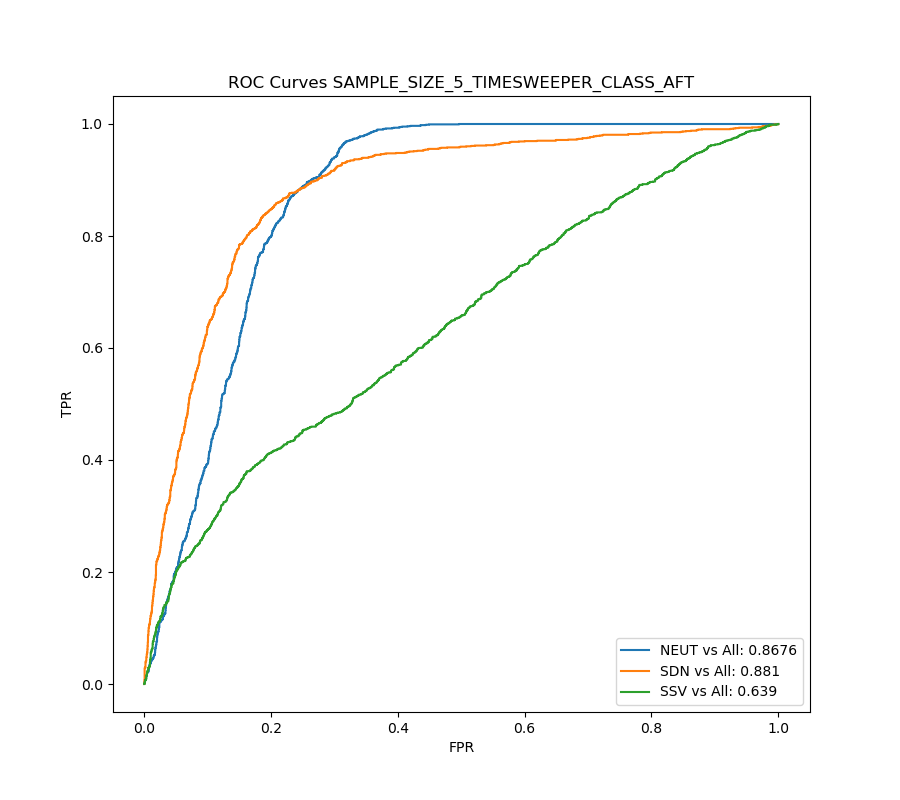 ROC Curves SAMPLE_SIZE_5_TIMESWEEPER_CLASS_AFT
1.0
0.8
0.6
0.4
0.2
0.0
TPR
NEUT vs All: 0.8676
SDN vs All: 0.881
SSV vs All: 0.639
0.0 0.2 0.4 0.6 0.8 1.0
FPR